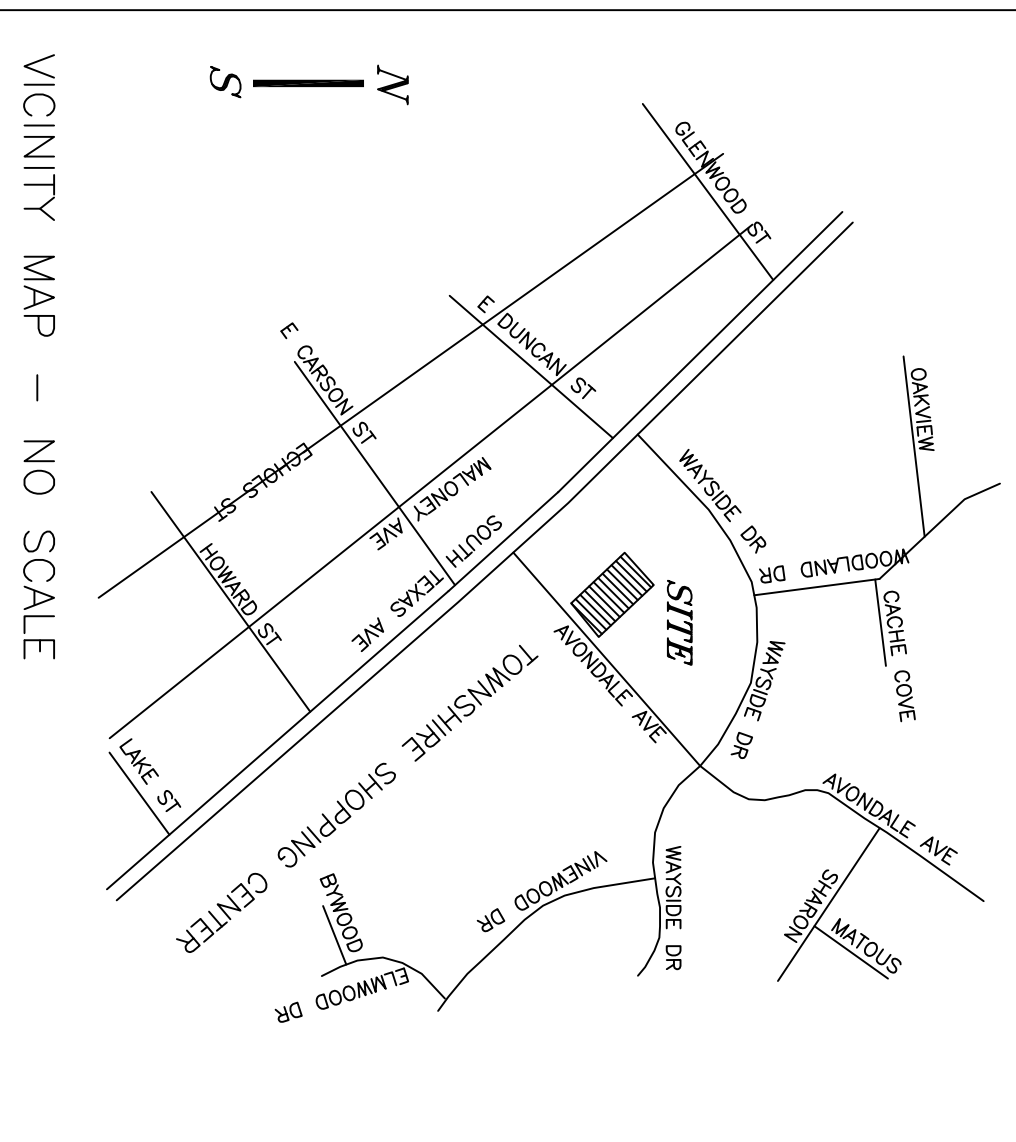 VICINITY MAP — NO SCALE
N
S
GLENWOOD ST
E DUNCAN ST
E CARSON ST
ECHOLS ST
HOWARD ST
MALONEY AVE
SOUTH TEXAS AVE
LAKE ST
OAKVIEW
WAYSIDE DR
WOODLAND DR
CACHE COVE
SITE
WAYSIDE DR
AVONDALE AVE
AVONDALE AVE
TOWNSHIRE SHOPPING CENTER
SHARON
MATOUS
WAYSIDE DR
VINEWOOD DR
BYWOOD
ELMWOOD DR